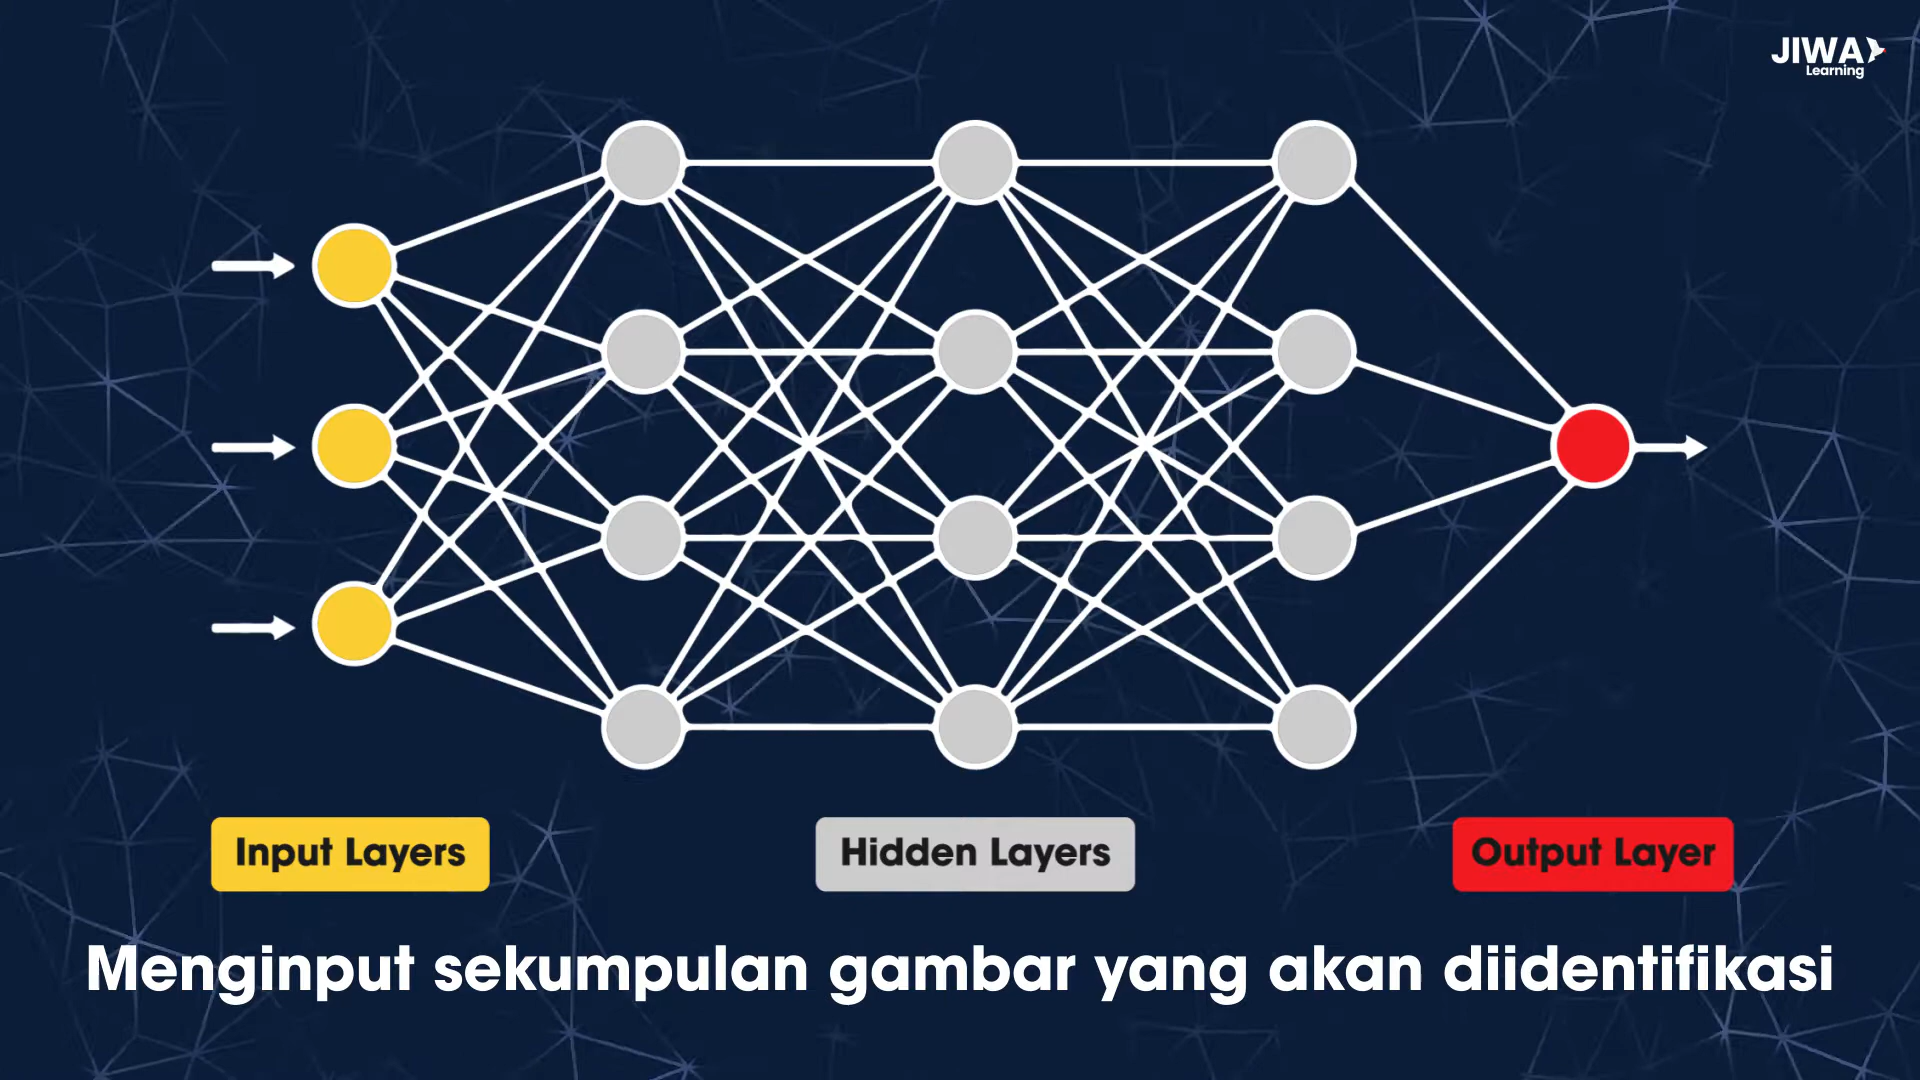 JIWA
Learning
Input Layers
Hidden Layers
Output Layer
Menginput sekumpulan gambar yang akan diidentifikasi